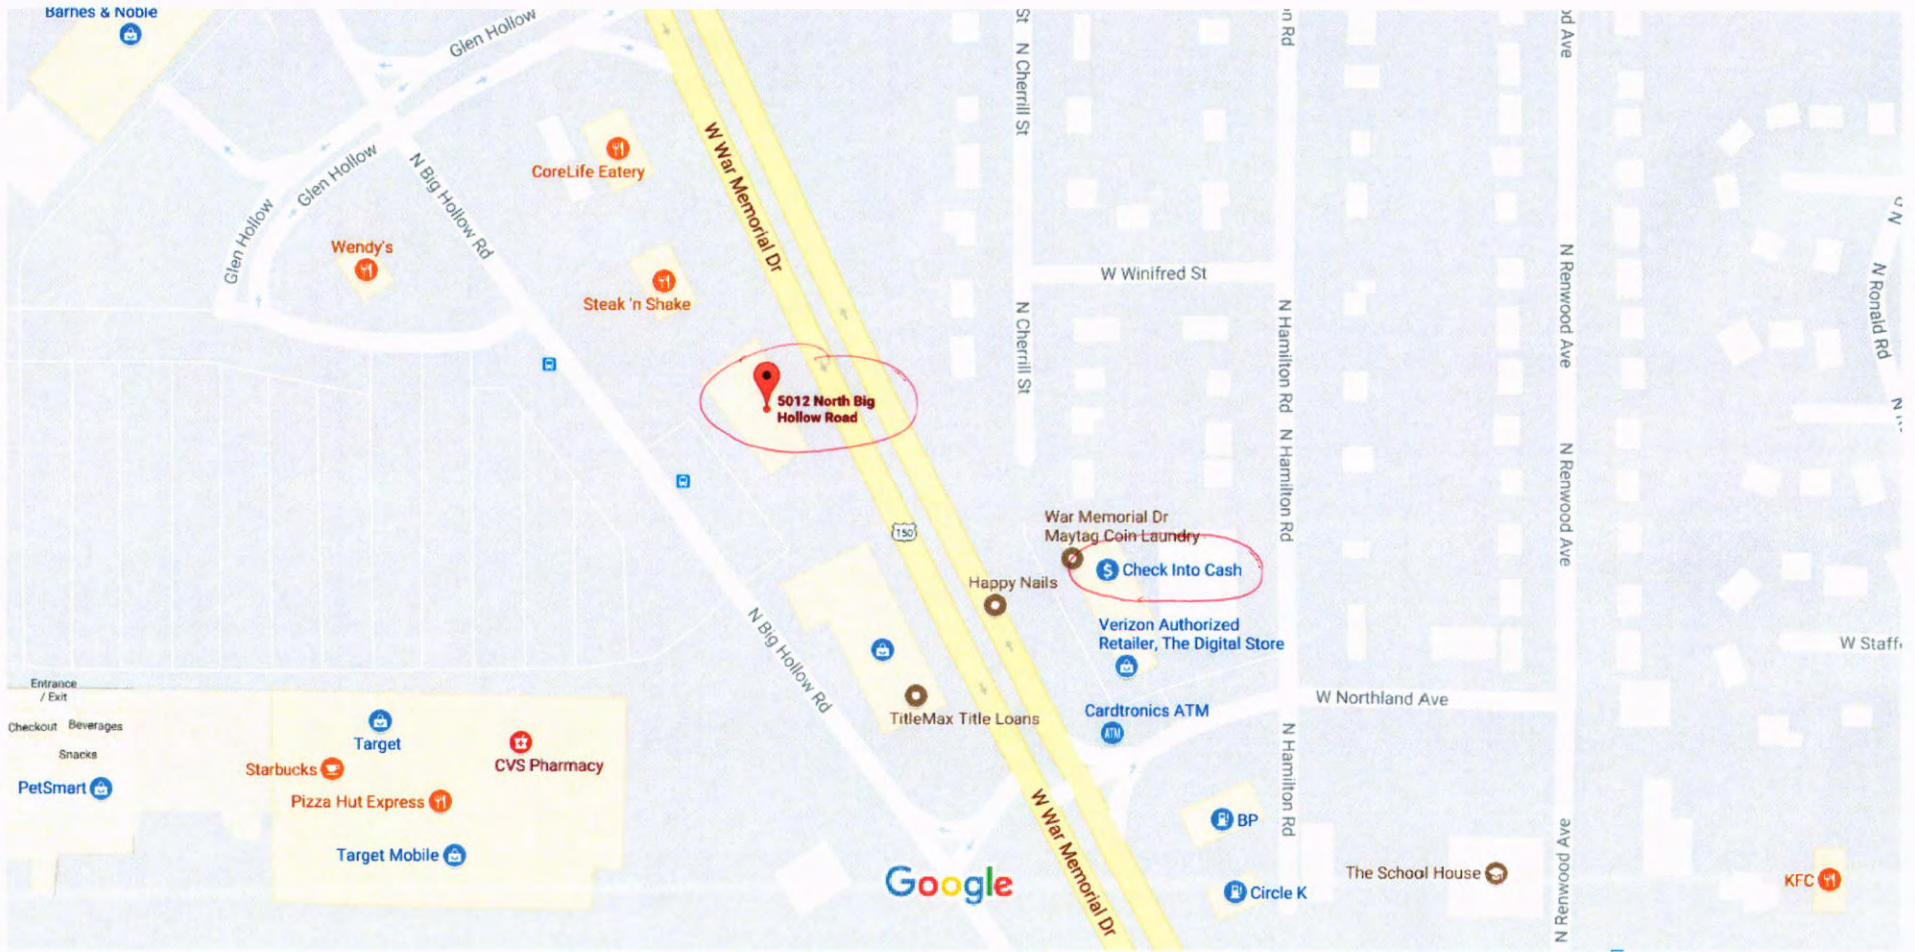 Barnes & Noble
Glen Hollow
St
N Cherrill St
n Rd
od Ave
W War Memorial Dr
CoreLife Eatery
Glen Hollow
N Big Hollow Rd
Glen Hollow
Wendy's
Steak 'n Shake
W Winifred St
N Cherrill St
N Hamilton Rd
N Renwood Ave
N Ronald Rd
5012 North Big
Hollow Road
N Hamilton Rd
N Renwood Ave
150
War Memorial Dr
Maytag Coin Laundry
Check Into Cash
Happy Nails
Verizon Authorized
Retailer, The Digital Store
W Staff
N Big Hollow Rd
Entrance
/ Exit
Checkout
Beverages
Snacks
Target
TitleMax Title Loans
Cardtronics ATM
ATM
W Northland Ave
Starbucks
CVS Pharmacy
PetSmart
Pizza Hut Express
N Hamilton Rd
W War Memorial Dr
BP
Target Mobile
Google
Circle K
The School House
N Renwood Ave
KFC